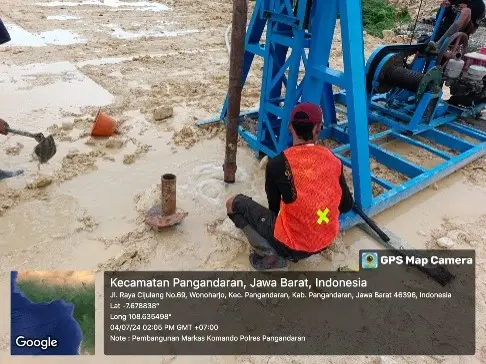 GPS Map Camera
Kecamatan Pangandaran, Jawa Barat, Indonesia
Jl. Raya Cijulang No.69, Wonoharjo, Kec. Pangandaran, Kab. Pangandaran, Jawa Barat 46396, Indonesia
Lat -7.678838°
Long 108.635498°
04/07/24 02:05 PM GMT +07:00
Note : Pembangunan Markas Komando Polres Pangandaran
Google